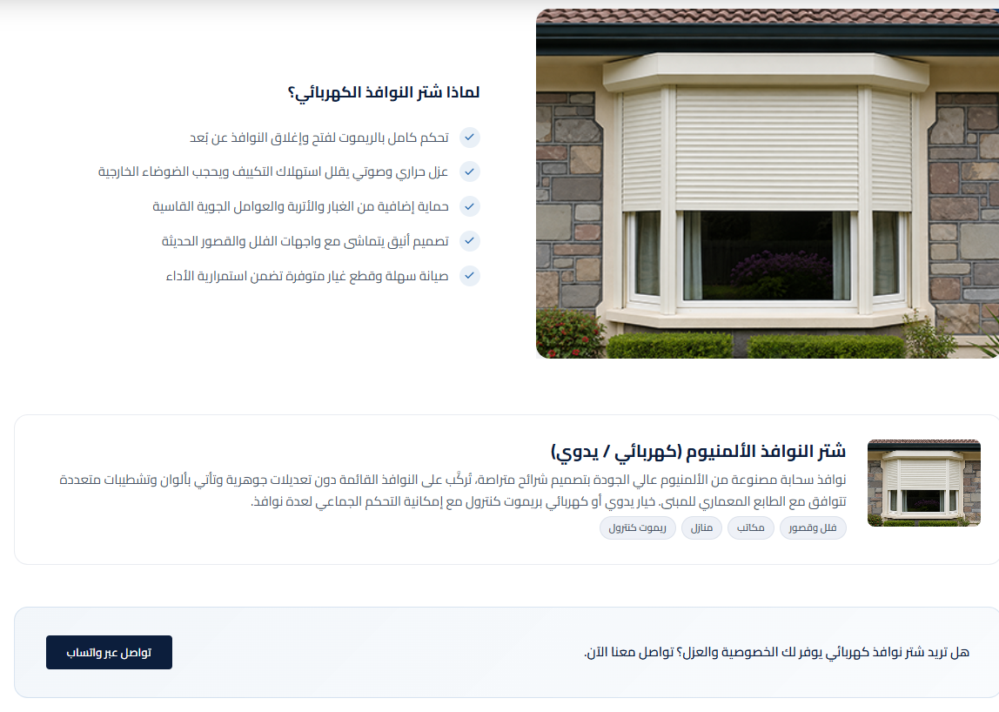 لماذا شتر النوافذ الكهربائي؟
تحكم كامل بالريموت لفتح وإغلاق النوافذ عن بُعد
عزل حراري وصوتي يقلل استهلاك التكييف ويحجب الضوضاء الخارجية
حماية إضافية من الغبار والأتربة والعوامل الجوية القاسية
تصميم أنيق يتماشى مع واجهات الفلل والقصور الحديثة
صيانة سهلة وقطع غيار متوفرة تضمن استمرارية الأداء
شتر النوافذ الألمنيوم (كهربائي / يدوي)
نوافذ سحابة مصنوعة من الألمنيوم عالي الجودة بتصميم شرائح متراصة، تُركَّب على النوافذ القائمة دون تعديلات جوهرية وتأتي بألوان وتشطيبات متعددة
تتوافق مع الطابع المعماري للمبنى. خيار يدوي أو كهربائي بريموت كنترول مع إمكانية التحكم الجماعي لعدة نوافذ.
فلل وقصور
مكاتب
منازل
ريموت كنترول
هل تريد شتر نوافذ كهربائي يوفر لك الخصوصية والعزل؟ تواصل معنا الآن.
تواصل عبر واتساب